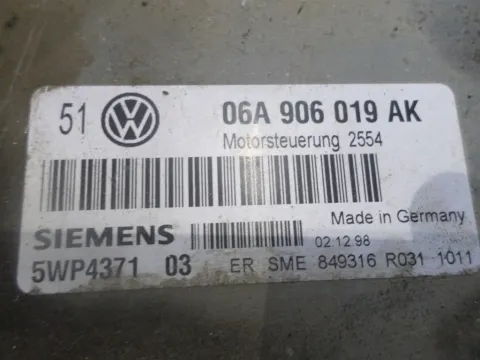 51 06A 906 019 AK
Motorsteuerung 2554
Made in Germany
SIEMENS 02.12.98
5WP4371 03 ER SME 849316 R031 1011